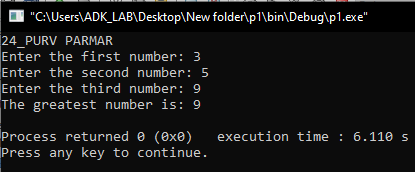 "C:\Users\ADK_LAB\Desktop\New folder\p1\bin\Debug\p1.exe"
24_PURV PARMAR
Enter the first number: 3
Enter the second number: 5
Enter the third number: 9
The greatest number is: 9
Process returned 0 (0x0)   execution time : 6.110 s
Press any key to continue.